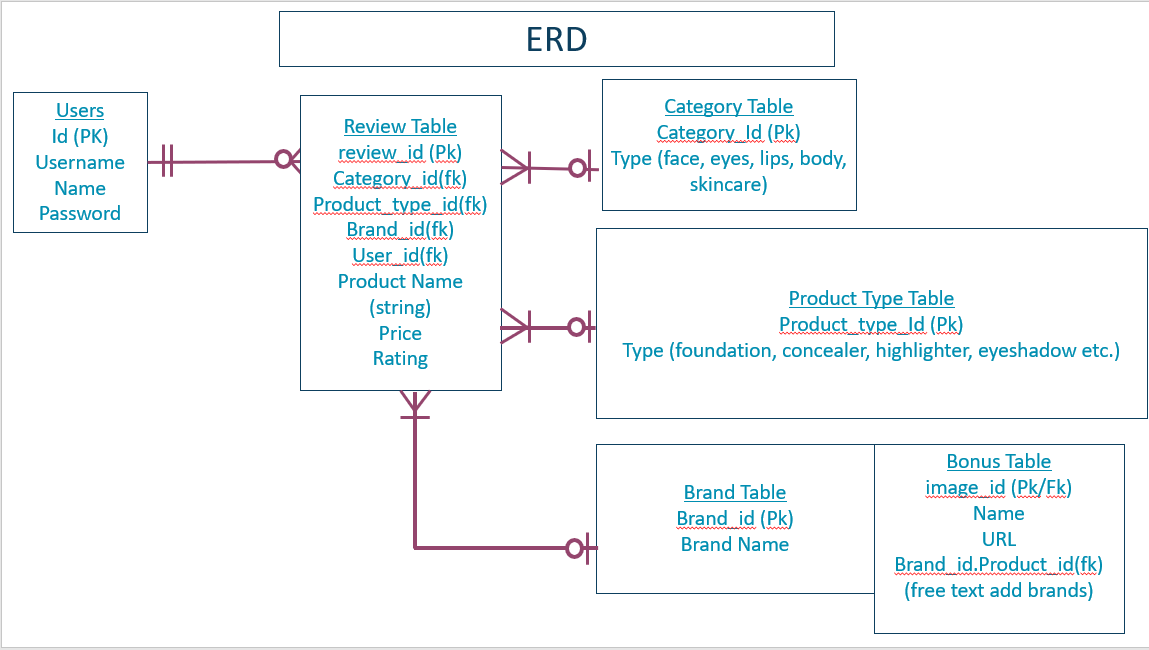 ERD
Users
Id (PK)
Username
Name
Password
Review Table
review_id (Pk)
Category_id(fk)
Product_type_id(fk)
Brand_id(fk)
User_id(fk)
Product Name
(string)
Price
Rating
Category Table
Category_Id (Pk)
Type (face, eyes, lips, body,
skincare)
Product Type Table
Product_type_Id (Pk)
Type (foundation, concealer, highlighter, eyeshadow etc.)
Brand Table
Brand_id (Pk)
Brand Name
Bonus Table
image_id (Pk/Fk)
Name
URL
Brand_id.Product_id(fk)
(free text add brands)